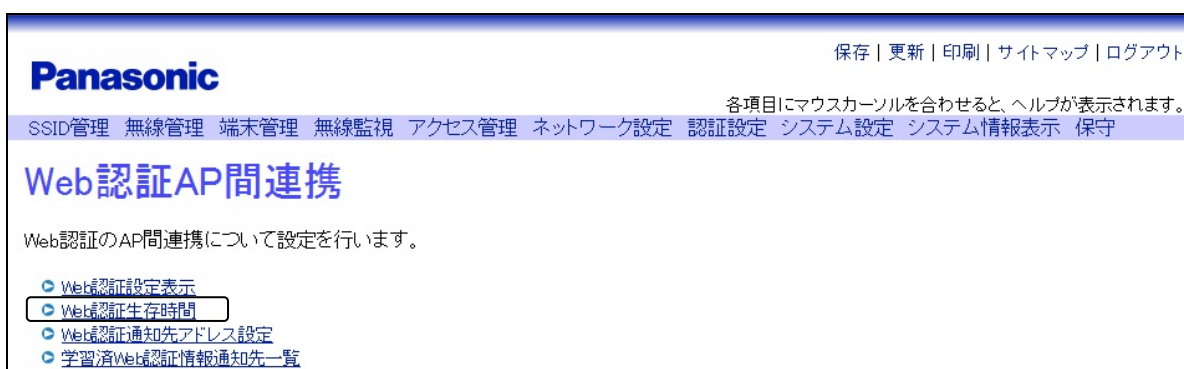 保存 | 更新 | 印刷 | サイトマップ | ログアウト
Panasonic
各項目にマウスカーソルを合わせると、ヘルプが表示されます。
SSID管理 無線管理 端末管理 無線監視 アクセス管理 ネットワーク設定 認証設定 システム設定 システム情報表示 保守
Web認証AP間連携
Web認証のAP間連携について設定を行います。
Web認証設定表示
Web認証生存時間
Web認証通知先アドレス設定
学習済Web認証情報通知先一覧